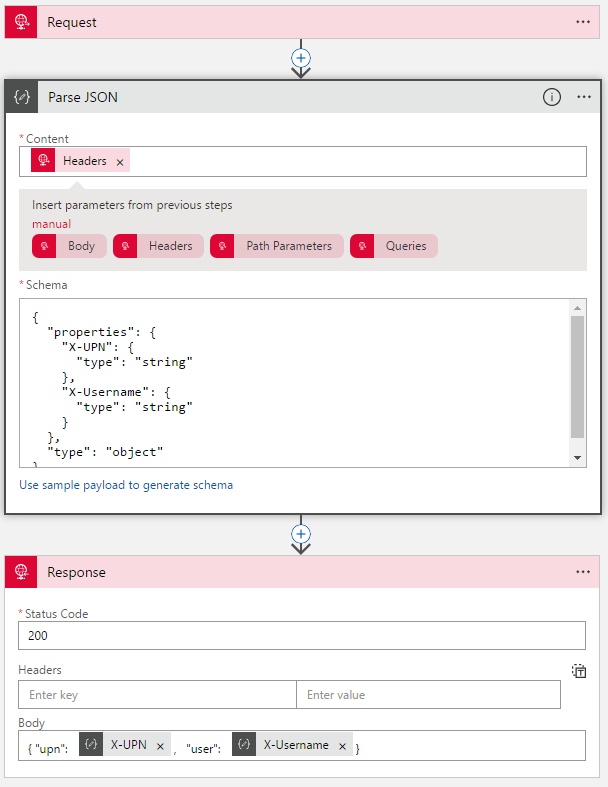 Request
Parse JSON
* Content
Headers ×
Insert parameters from previous steps
manual
Body Headers Path Parameters Queries
* Schema
{
"properties": {
"X-UPN": {
"type": "string"
},
"X-Username": {
"type": "string"
}
},
"type": "object"
}
Use sample payload to generate schema
Response
* Status Code
200
Headers
Enter key Enter value
Body
{ "upn": X-UPN × , "user": X-Username × }